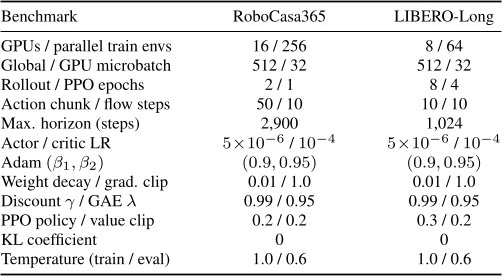 Benchmark RoboCasa365 LIBERO-Long
GPUs / parallel train envs 16 / 256 8 / 64
Global / GPU microbatch 512 / 32 512 / 32
Rollout / PPO epochs 2 / 1 8 / 4
Action chunk / flow steps 50 / 10 10 / 10
Max. horizon (steps) 2,900 1,024
Actor / critic LR 5×10⁻⁶ / 10⁻⁴ 5×10⁻⁶ / 10⁻⁴
Adam (β₁, β₂) (0.9, 0.95) (0.9, 0.95)
Weight decay / grad. clip 0.01 / 1.0 0.01 / 1.0
Discount γ / GAE λ 0.99 / 0.95 0.99 / 0.95
PPO policy / value clip 0.2 / 0.2 0.3 / 0.2
KL coefficient 0 0
Temperature (train / eval) 1.0 / 0.6 1.0 / 0.6